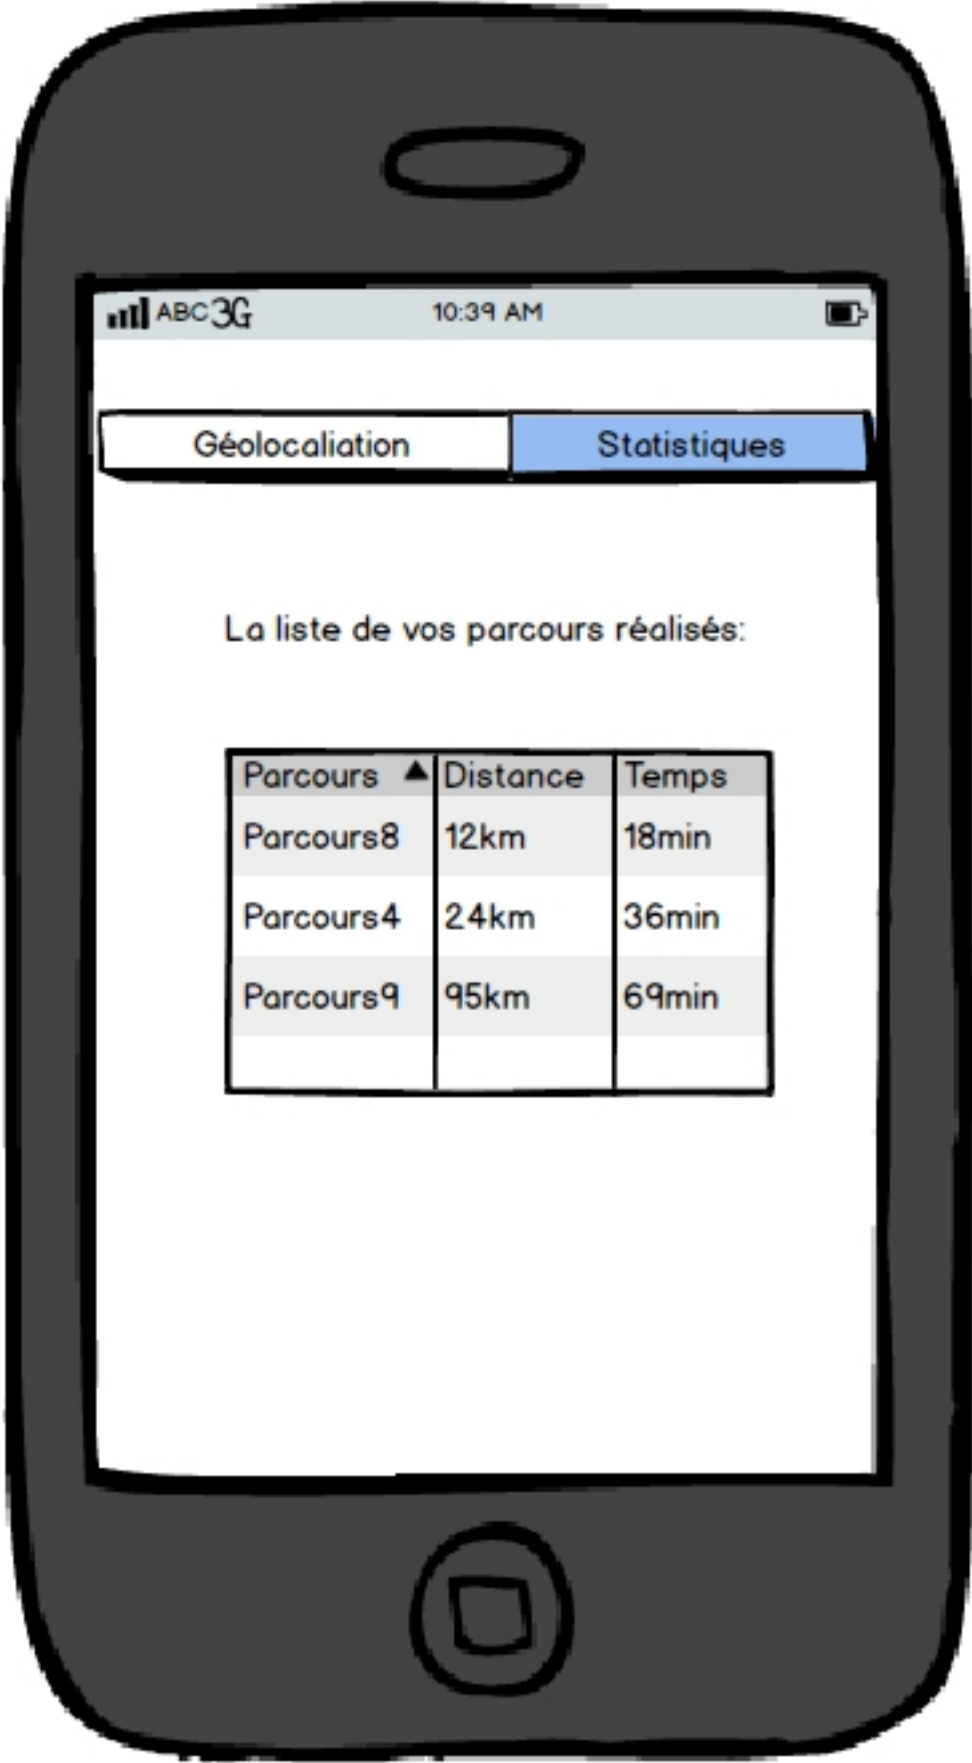 ABC 3G 10:39 AM
Géolocaliation Statistiques
La liste de vos parcours réalisés:
Parcours Distance Temps
Parcours8 12km 18min
Parcours4 24km 36min
Parcours9 95km 69min